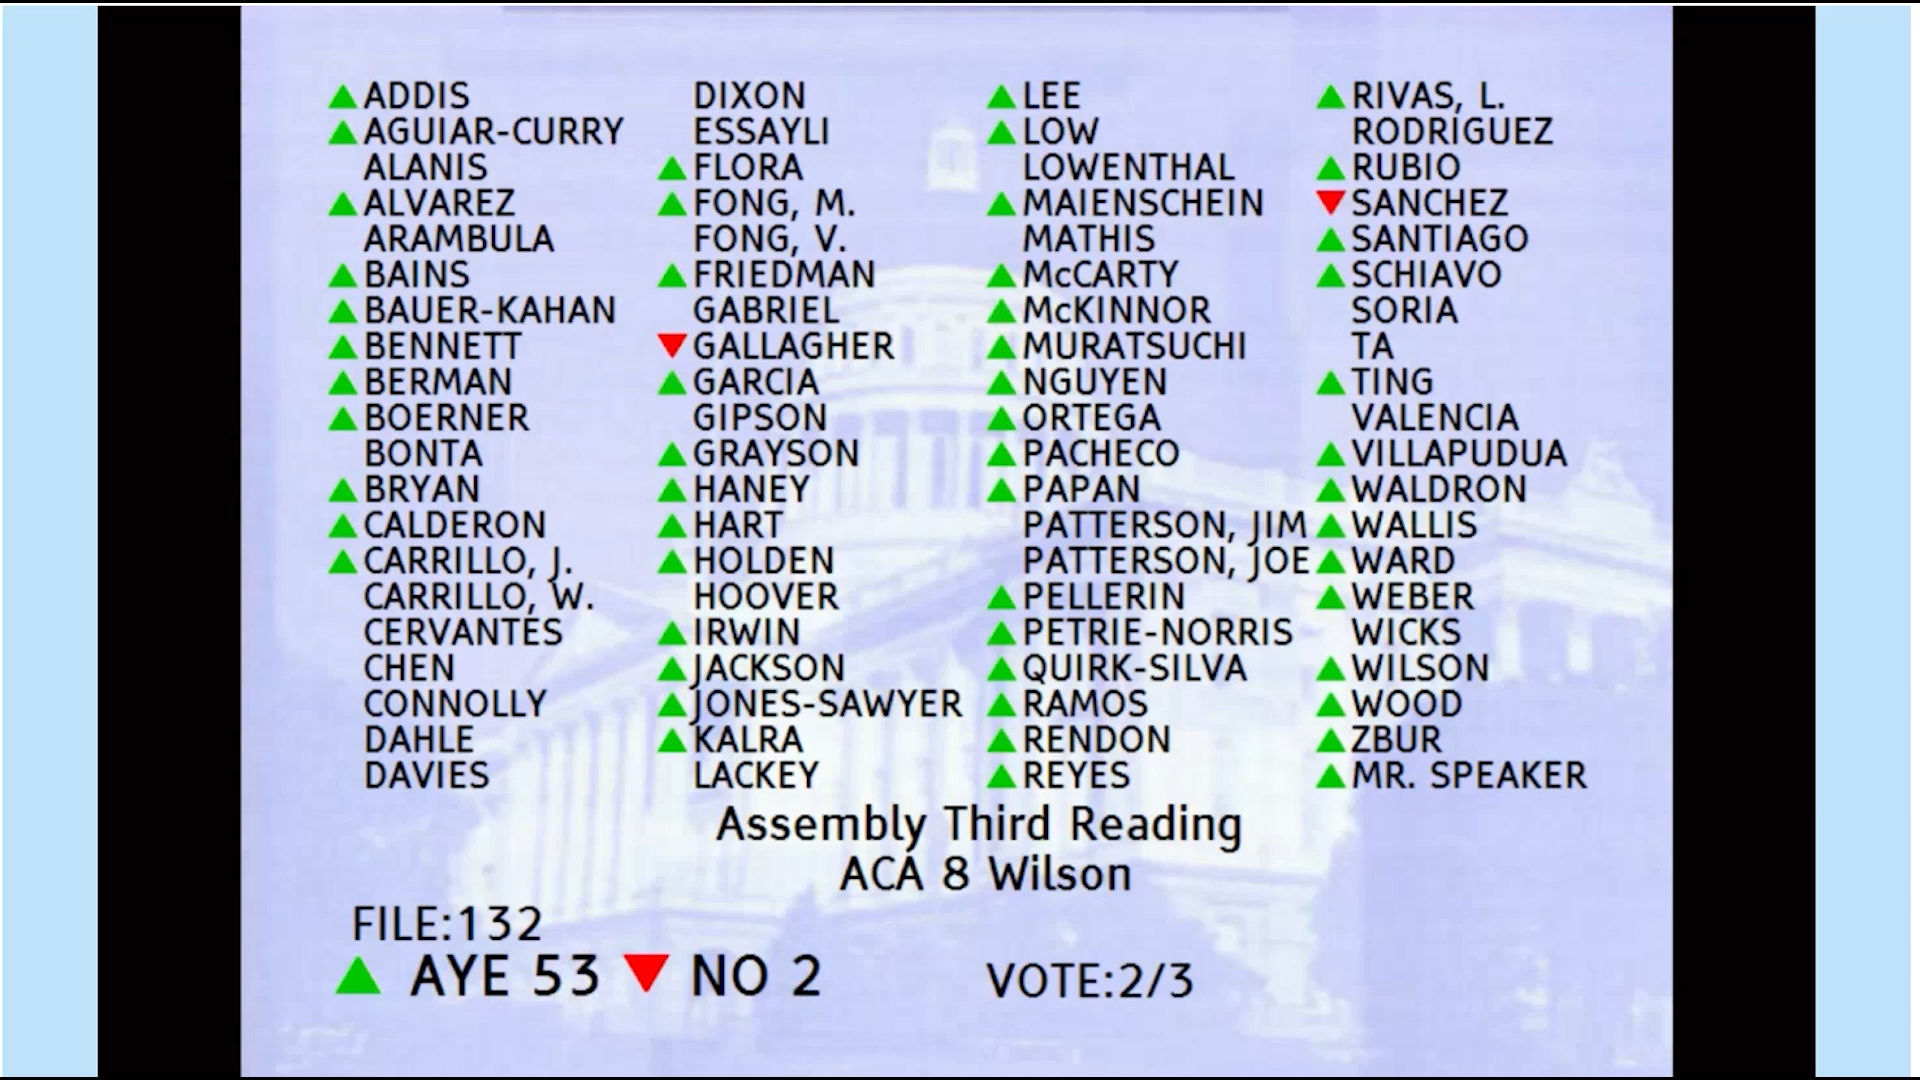 ADDIS
AGUIAR-CURRY
ALANIS
ALVAREZ
ARAMBULA
BAINS
BAUER-KAHAN
BENNETT
BERMAN
BOERNER
BONTA
BRYAN
CALDERON
CARRILLO, J.
CARRILLO, W.
CERVANTES
CHEN
CONNOLLY
DAHLE
DAVIES
DIXON
ESSAYLI
FLORA
FONG, M.
FONG, V.
FRIEDMAN
GABRIEL
GALLAGHER
GARCIA
GIPSON
GRAYSON
HANEY
HART
HOLDEN
HOOVER
IRWIN
JACKSON
JONES-SAWYER
KALRA
LACKEY
LEE
LOW
LOWENTHAL
MAIENSCHEIN
MATHIS
McCARTY
McKINNOR
MURATSUCHI
NGUYEN
ORTEGA
PACHECO
PAPAN
PATTERSON, JIM
PATTERSON, JOE
PELLERIN
PETRIE-NORRIS
QUIRK-SILVA
RAMOS
RENDON
REYES
RIVAS, L.
RODRIGUEZ
RUBIO
SANCHEZ
SANTIAGO
SCHIAVO
SORIA
TA
TING
VALENCIA
VILLAPUDUA
WALDRON
WALLIS
WARD
WEBER
WICKS
WILSON
WOOD
ZBUR
MR. SPEAKER
Assembly Third Reading
ACA 8 Wilson
FILE:132
AYE 53 NO 2 VOTE:2/3